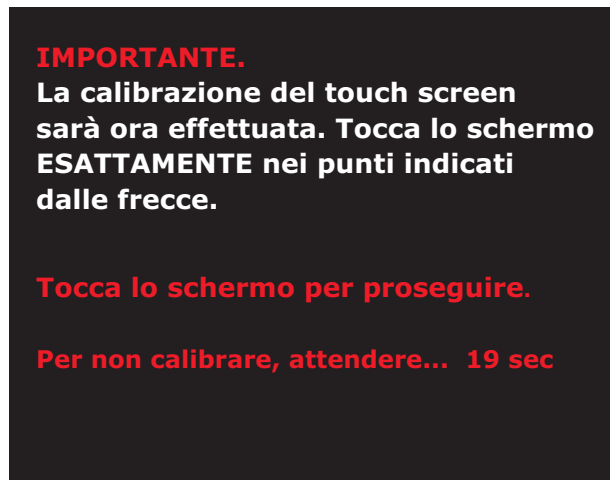 IMPORTANTE.
La calibrazione del touch screen
sarà ora effettuata. Tocca lo schermo
ESATTAMENTE nei punti indicati
dalle frecce.
Tocca lo schermo per proseguire.
Per non calibrare, attendere... 19 sec